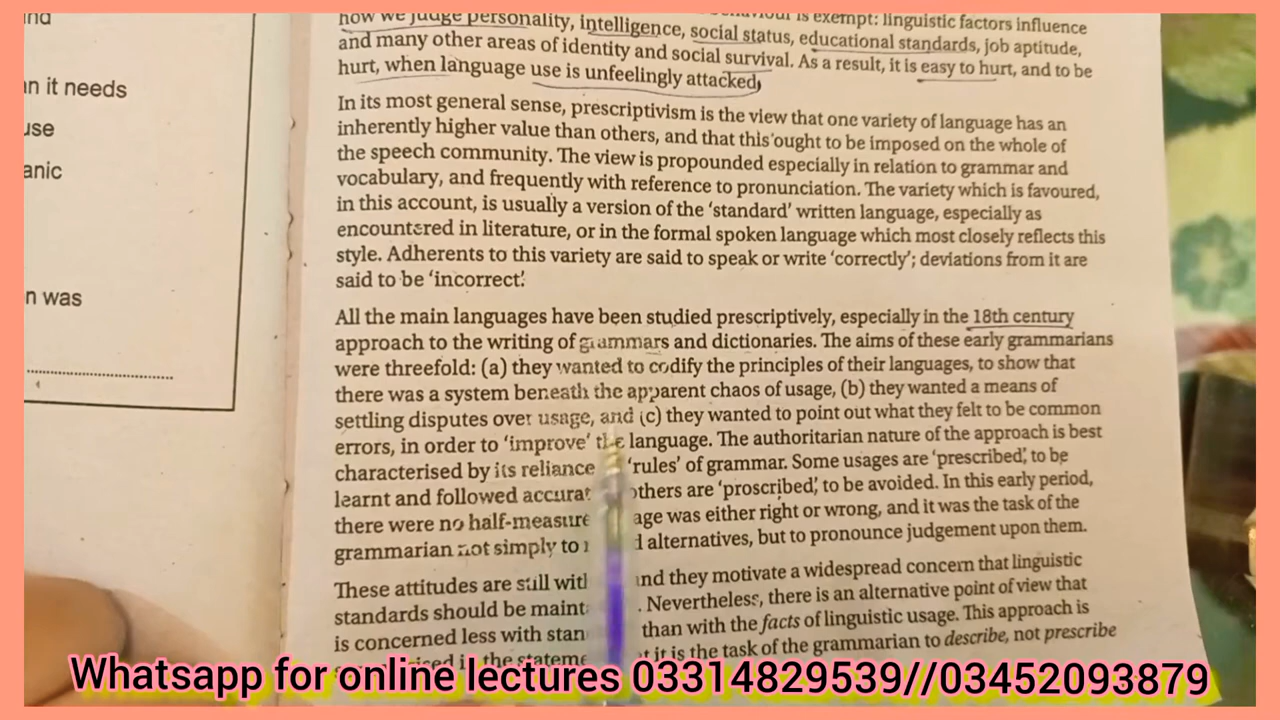 nd
n it needs
use
anic
n was
is exempt: linguistic factors influence
how we judge personality, intelligence, social status, educational standards, job aptitude,
and many other areas of identity and social survival. As a result, it is easy to hurt, and to be
hurt, when language use is unfeelingly attacked,
In its most general sense, prescriptivism is the view that one variety of language has an
inherently higher value than others, and that this ought to be imposed on the whole of
the speech community. The view is propounded especially in relation to grammar and
vocabulary, and frequently with reference to pronunciation. The variety which is favoured,
in this account, is usually a version of the ‘standard’ written language, especially as
encountered in literature, or in the formal spoken language which most closely reflects this
style. Adherents to this variety are said to speak or write ‘correctly’; deviations from it are
said to be ‘incorrect’.
All the main languages have been studied prescriptively, especially in the 18th century
approach to the writing of grammars and dictionaries. The aims of these early grammarians
were threefold: (a) they wanted to codify the principles of their languages, to show that
there was a system beneath the apparent chaos of usage, (b) they wanted a means of
settling disputes over usage, and (c) they wanted to point out what they felt to be common
errors, in order to ‘improve’ the language. The authoritarian nature of the approach is best
characterised by its reliance ‘rules’ of grammar. Some usages are ‘prescribed’, to be
learnt and followed accurat others are ‘proscribed’, to be avoided. In this early period,
there were no half-measure age was either right or wrong, and it was the task of the
grammarian not simply to alternatives, but to pronounce judgement upon them.
These attitudes are still with and they motivate a widespread concern that linguistic
standards should be maint . Nevertheless, there is an alternative point of view that
is concerned less with stan than with the facts of linguistic usage. This approach is
in the stateme it is the task of the grammarian to describe, not prescribe
Whatsapp for online lectures 03314829539//03452093879